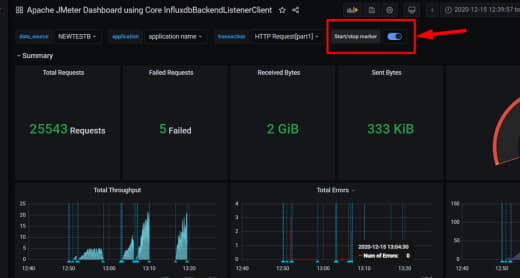 Apache JMeter Dashboard using Core InfluxdbBackendListenerClient
2020-12-15 12:39:57 to
data_source NEWTESTB application application name transaction HTTP Request[part1] Start/stop marker
Summary
Total Requests Failed Requests Received Bytes Sent Bytes
25543 Requests 5 Failed 2 GiB 333 KiB
Total Throughput Total Errors
25 4 150
20 3
15 100
2
10
50
5 1
0 0 0
2020-12-15 13:04:30
Num of Errors: 0
12:40 12:50 13:00 13:10 13:20 12:40 12:50 13:00 13:10 13:20 12:40